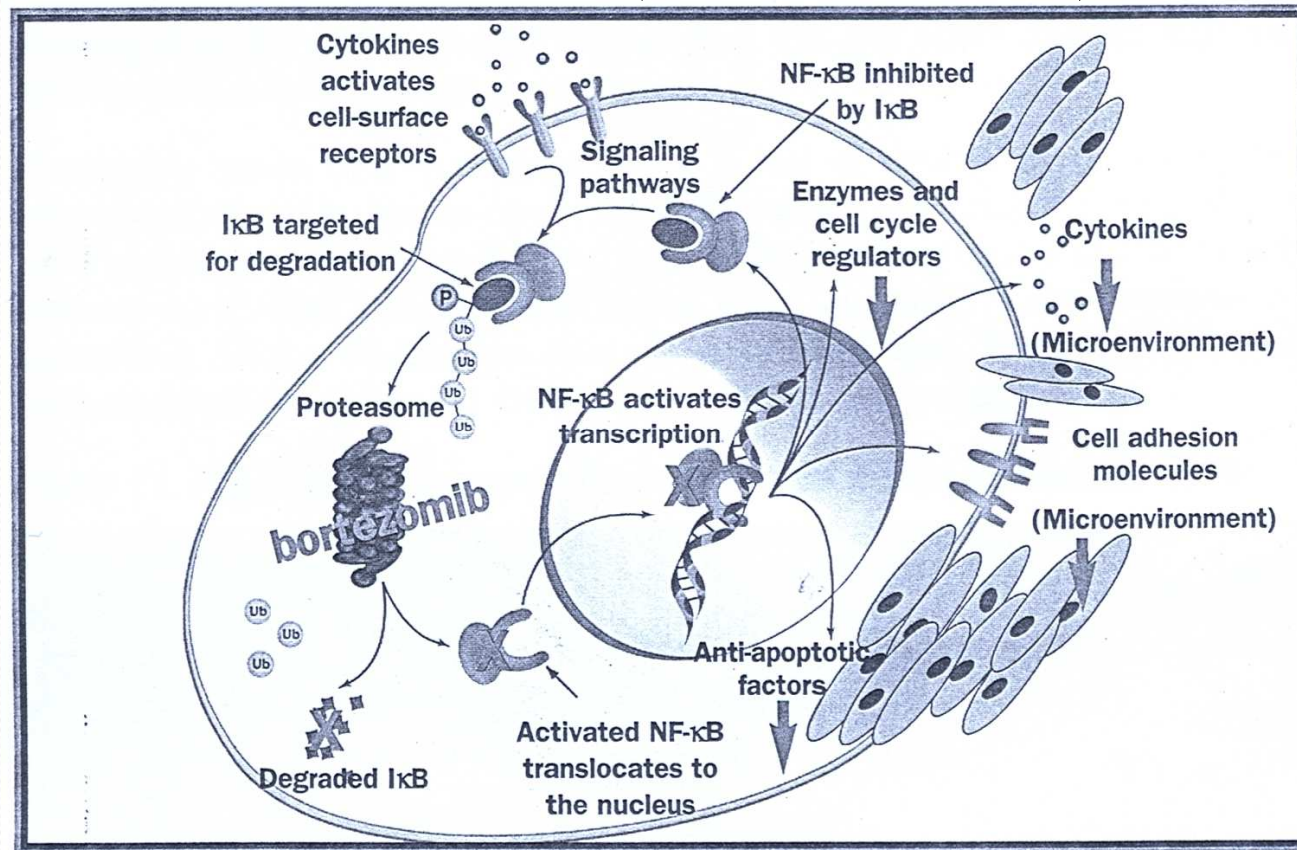 Cytokines
activates
cell-surface
receptors
NF-κB inhibited
by IκB
Signaling
pathways
Enzymes and
cell cycle
regulators
IκB targeted
for degradation
Cytokines
P
Ub
Ub
Ub
Ub
(Microenvironment)
Proteasome
NF-κB activates
transcription
Cell adhesion
molecules
bortezomib
(Microenvironment)
Ub
Ub
Ub
X
X
X
Anti-apoptotic
factors
Activated NF-κB
translocates to
the nucleus
Degraded IκB